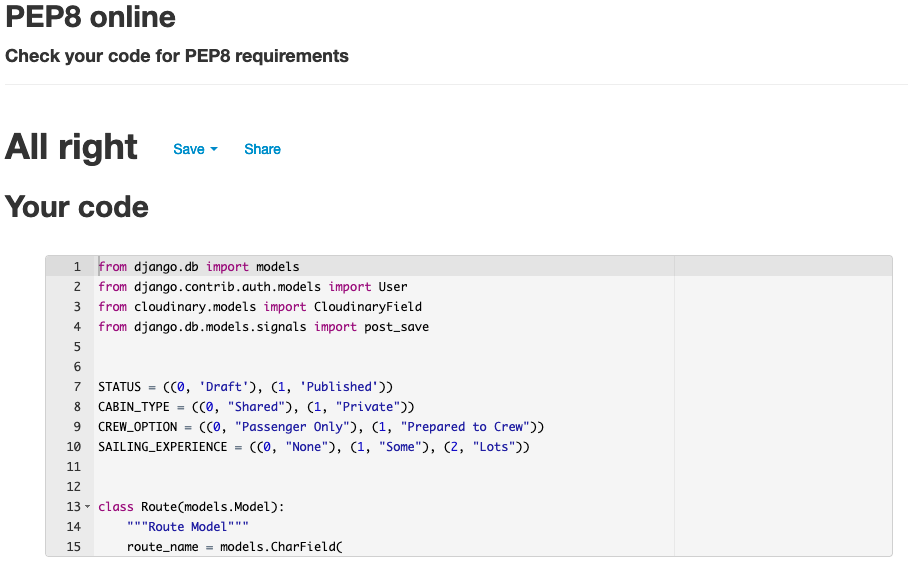 PEP8 online
Check your code for PEP8 requirements
All right Save Share
Your code
1 from django.db import models
2 from django.contrib.auth.models import User
3 from cloudinary.models import CloudinaryField
4 from django.db.models.signals import post_save
5
6
7 STATUS = ((0, 'Draft'), (1, 'Published'))
8 CABIN_TYPE = ((0, "Shared"), (1, "Private"))
9 CREW_OPTION = ((0, "Passenger Only"), (1, "Prepared to Crew"))
10 SAILING_EXPERIENCE = ((0, "None"), (1, "Some"), (2, "Lots"))
11
12
13 class Route(models.Model):
14     """Route Model"""
15     route_name = models.CharField(